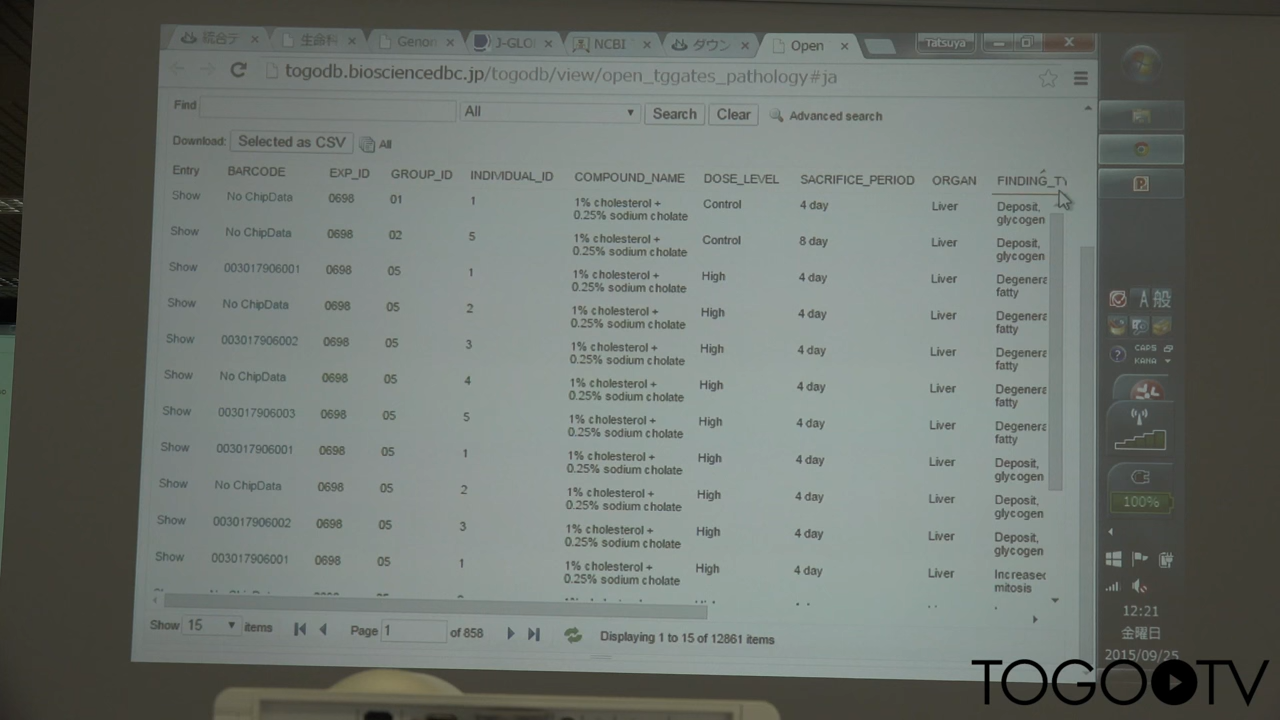 統合デ × 生命科 × Genom × J-GLO × NCBI × ダウン × Open × Tatsuya
togodb.biosciencedbc.jp/togodb/view/open_tggates_pathology#ja
Find All Search Clear Advanced search
Download: Selected as CSV All
Entry BARCODE EXP_ID GROUP_ID INDIVIDUAL_ID COMPOUND_NAME DOSE_LEVEL SACRIFICE_PERIOD ORGAN FINDING_TY
Show No ChipData 0698 01 1 1% cholesterol + Control 4 day Liver Deposit,
0.25% sodium cholate glycogen
Show No ChipData 0698 02 5 1% cholesterol + Control 8 day Liver Deposit,
0.25% sodium cholate glycogen
Show 003017906001 0698 05 1 1% cholesterol + High 4 day Liver Degenera
0.25% sodium cholate fatty
Show No ChipData 0698 05 2 1% cholesterol + High 4 day Liver Degenera
0.25% sodium cholate fatty
Show 003017906002 0698 05 3 1% cholesterol + High 4 day Liver Degenera
0.25% sodium cholate fatty
Show No ChipData 0698 05 4 1% cholesterol + High 4 day Liver Degenera
0.25% sodium cholate fatty
Show 003017906003 0698 05 5 1% cholesterol + High 4 day Liver Degenera
0.25% sodium cholate fatty
Show 003017906001 0698 05 1 1% cholesterol + High 4 day Liver Deposit,
0.25% sodium cholate glycogen
Show No ChipData 0698 05 2 1% cholesterol + High 4 day Liver Deposit,
0.25% sodium cholate glycogen
Show 003017906002 0698 05 3 1% cholesterol + High 4 day Liver Deposit,
0.25% sodium cholate glycogen
Show 003017906001 0698 05 1 1% cholesterol + High 4 day Liver Increased
0.25% sodium cholate mitosis
Show 15 items Page 1 of 858 Displaying 1 to 15 of 12861 items
A 般
CAPS
KANA
100%
12:21
金曜日
2015/09/25
TOGO TV